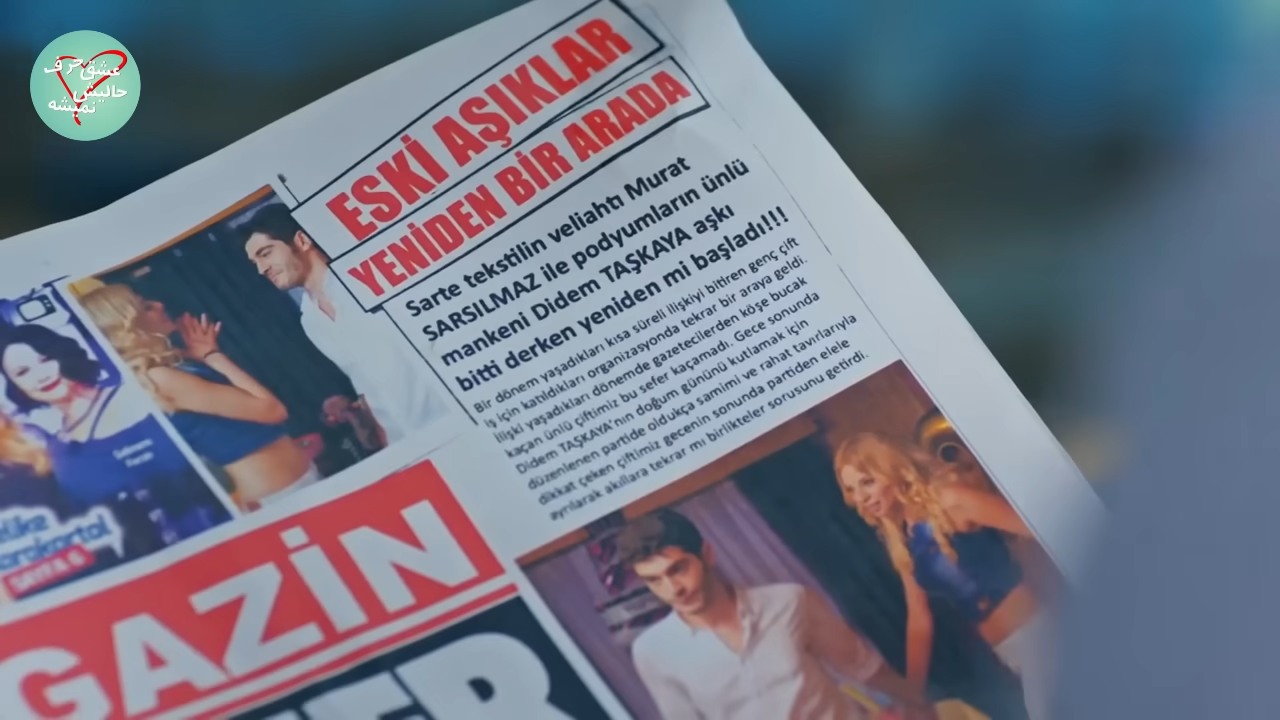 عشق حرف
حالیش
نمیشه
ESKİ AŞIKLAR
YENİDEN BİR ARADA
Sarte tekstilin veliahtı Murat
SARSILMAZ ile podyumların ünlü
mankeni Didem TAŞKAYA aşkı
bitti derken yeniden mi başladı!!!
Bir dönem yaşadıkları kısa süreli ilişkiyi bitiren genç çift
iş için katıldıkları organizasyonda tekrar bir araya geldi.
İlişki yaşadıkları dönemde gazetecilerden köşe bucak
kaçan ünlü çiftimiz bu sefer kaçamadı. Gece sonunda
Didem TAŞKAYA'nın doğum gününü kutlamak için
düzenlenen partide oldukça samimi ve rahat tavırlarıyla
dikkat çeken çiftimiz gecenin sonunda partiden elele
ayrılarak akıllara tekrar mı birlikteler sorusunu getirdi.
SAYFA 6
GAZİN